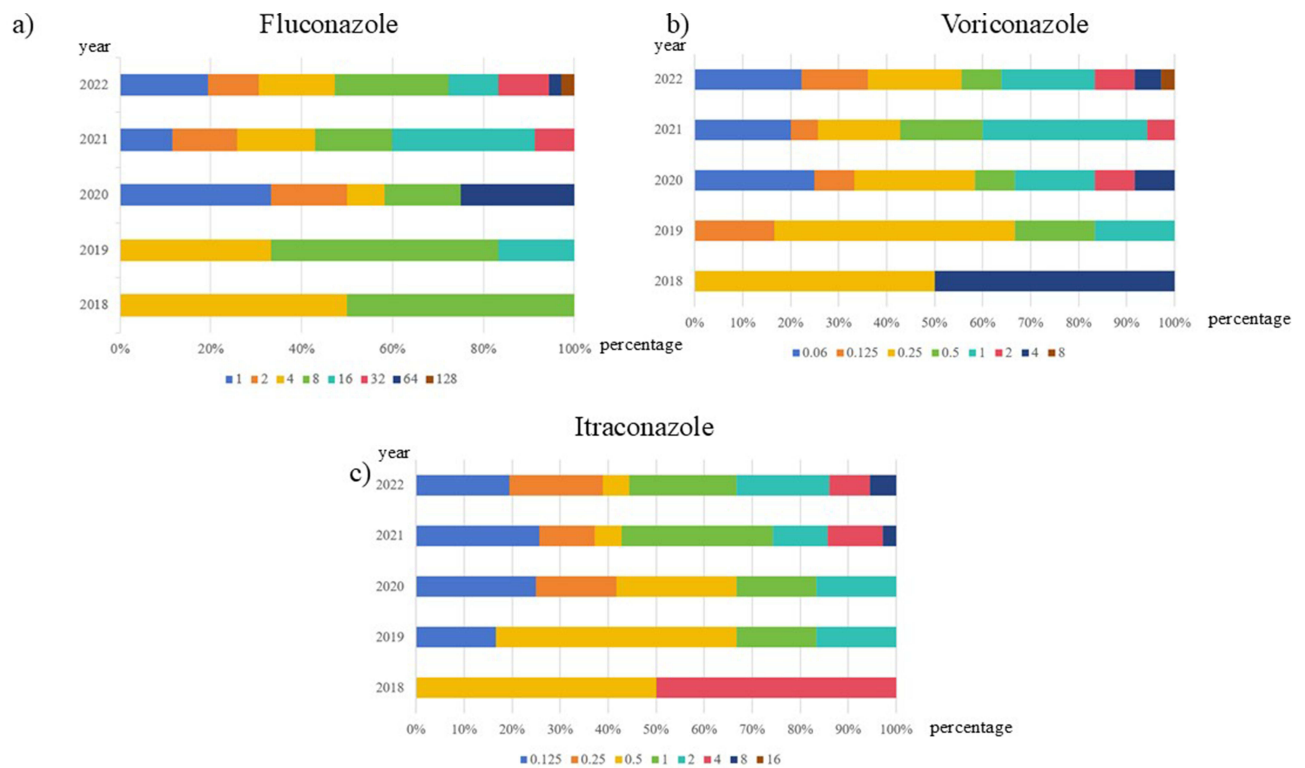 a)
Fluconazole
year
2022
2021
2020
2019
2018
0% 20% 40% 60% 80% 100%
percentage
1 2 4 8 16 32 64 128
b)
Voriconazole
year
2022
2021
2020
2019
2018
0% 10% 20% 30% 40% 50% 60% 70% 80% 90% 100%
percentage
0.06 0.125 0.25 0.5 1 2 4 8
Itraconazole
year
c)
2022
2021
2020
2019
2018
0% 10% 20% 30% 40% 50% 60% 70% 80% 90% 100%
percentage
0.125 0.25 0.5 1 2 4 8 16